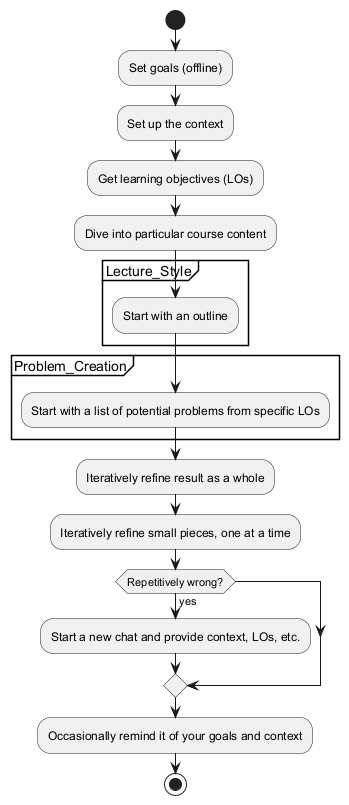 Set goals (offline)
Set up the context
Get learning objectives (LOs)
Dive into particular course content
Lecture_Style
Start with an outline
Problem_Creation
Start with a list of potential problems from specific LOs
Iteratively refine result as a whole
Iteratively refine small pieces, one at a time
Repetitively wrong?
yes
Start a new chat and provide context, LOs, etc.
Occasionally remind it of your goals and context